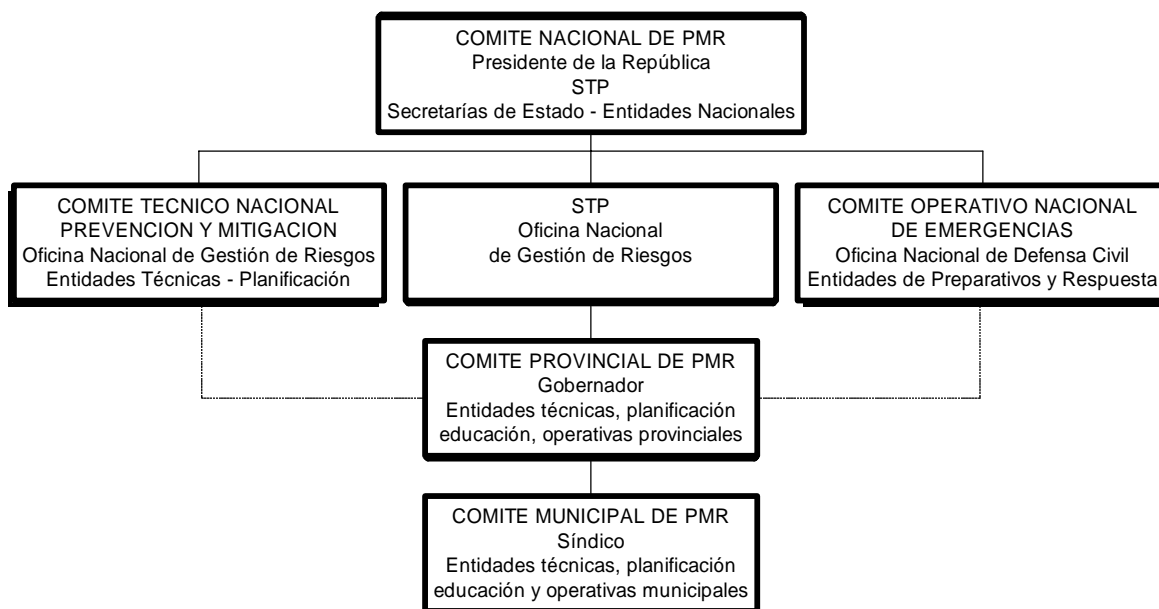 COMITE NACIONAL DE PMR
Presidente de la República
STP
Secretarías de Estado - Entidades Nacionales
COMITE TECNICO NACIONAL
PREVENCION Y MITIGACION
Oficina Nacional de Gestión de Riesgos
Entidades Técnicas - Planificación
STP
Oficina Nacional
de Gestión de Riesgos
COMITE OPERATIVO NACIONAL
DE EMERGENCIAS
Oficina Nacional de Defensa Civil
Entidades de Preparativos y Respuesta
COMITE PROVINCIAL DE PMR
Gobernador
Entidades técnicas, planificación
educación, operativas provinciales
COMITE MUNICIPAL DE PMR
Síndico
Entidades técnicas, planificación
educación y operativas municipales